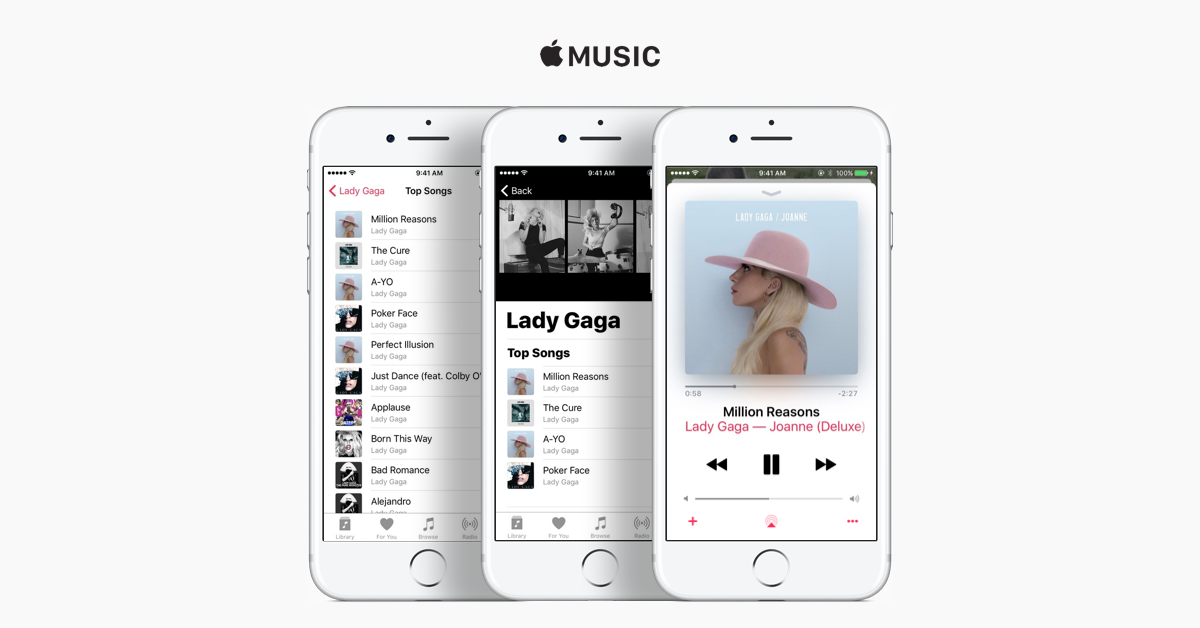 MUSIC
9:41 AM
Lady Gaga Top Songs
Million Reasons
Lady Gaga
The Cure
Lady Gaga
A-YO
Lady Gaga
Poker Face
Lady Gaga
Perfect Illusion
Lady Gaga
Just Dance (feat. Colby O'
Lady Gaga
Applause
Lady Gaga
Born This Way
Lady Gaga
Bad Romance
Lady Gaga
Alejandro
Lady Gaga
Library For You Browse Radio
9:41 AM
Back
Lady Gaga
Top Songs
Million Reasons
Lady Gaga
The Cure
Lady Gaga
A-YO
Lady Gaga
Poker Face
Lady Gaga
Library For You Browse Radio
9:41 AM 100%
LADY GAGA / JOANNE
0:58 -2:27
Million Reasons
Lady Gaga — Joanne (Deluxe)